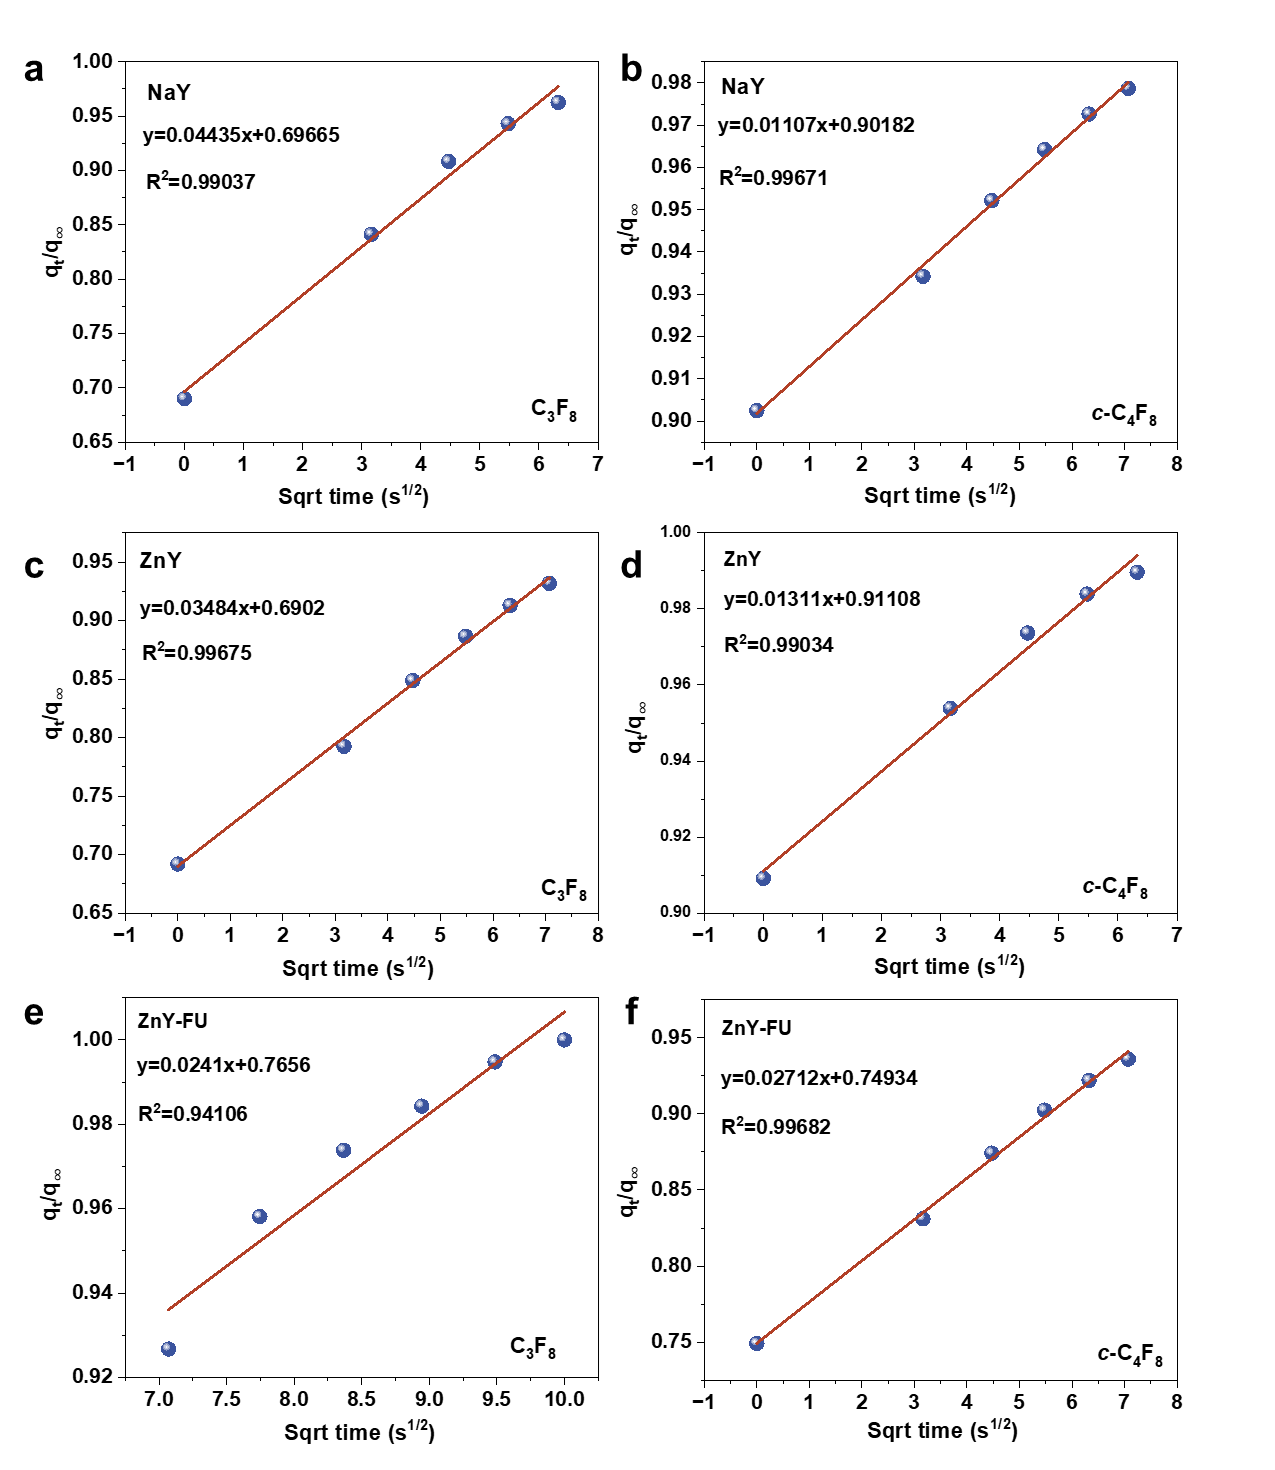 a
NaY
y=0.04435x+0.69665
R²=0.99037
C₃F₈
1.00
0.95
0.90
0.85
0.80
0.75
0.70
0.65
qₜ/q∞
−1 0 1 2 3 4 5 6 7
Sqrt time (s¹/²)
b
NaY
y=0.01107x+0.90182
R²=0.99671
c-C₄F₈
0.98
0.97
0.96
0.95
0.94
0.93
0.92
0.91
0.90
qₜ/q∞
−1 0 1 2 3 4 5 6 7 8
Sqrt time (s¹/²)
c
ZnY
y=0.03484x+0.6902
R²=0.99675
C₃F₈
0.95
0.90
0.85
0.80
0.75
0.70
0.65
qₜ/q∞
−1 0 1 2 3 4 5 6 7 8
Sqrt time (s¹/²)
d
ZnY
y=0.01311x+0.91108
R²=0.99034
c-C₄F₈
1.00
0.98
0.96
0.94
0.92
0.90
qₜ/q∞
−1 0 1 2 3 4 5 6 7
Sqrt time (s¹/²)
e
ZnY-FU
y=0.0241x+0.7656
R²=0.94106
C₃F₈
1.00
0.98
0.96
0.94
0.92
qₜ/q∞
7.0 7.5 8.0 8.5 9.0 9.5 10.0
Sqrt time (s¹/²)
f
ZnY-FU
y=0.02712x+0.74934
R²=0.99682
c-C₄F₈
0.95
0.90
0.85
0.80
0.75
qₜ/q∞
−1 0 1 2 3 4 5 6 7 8
Sqrt time (s¹/²)